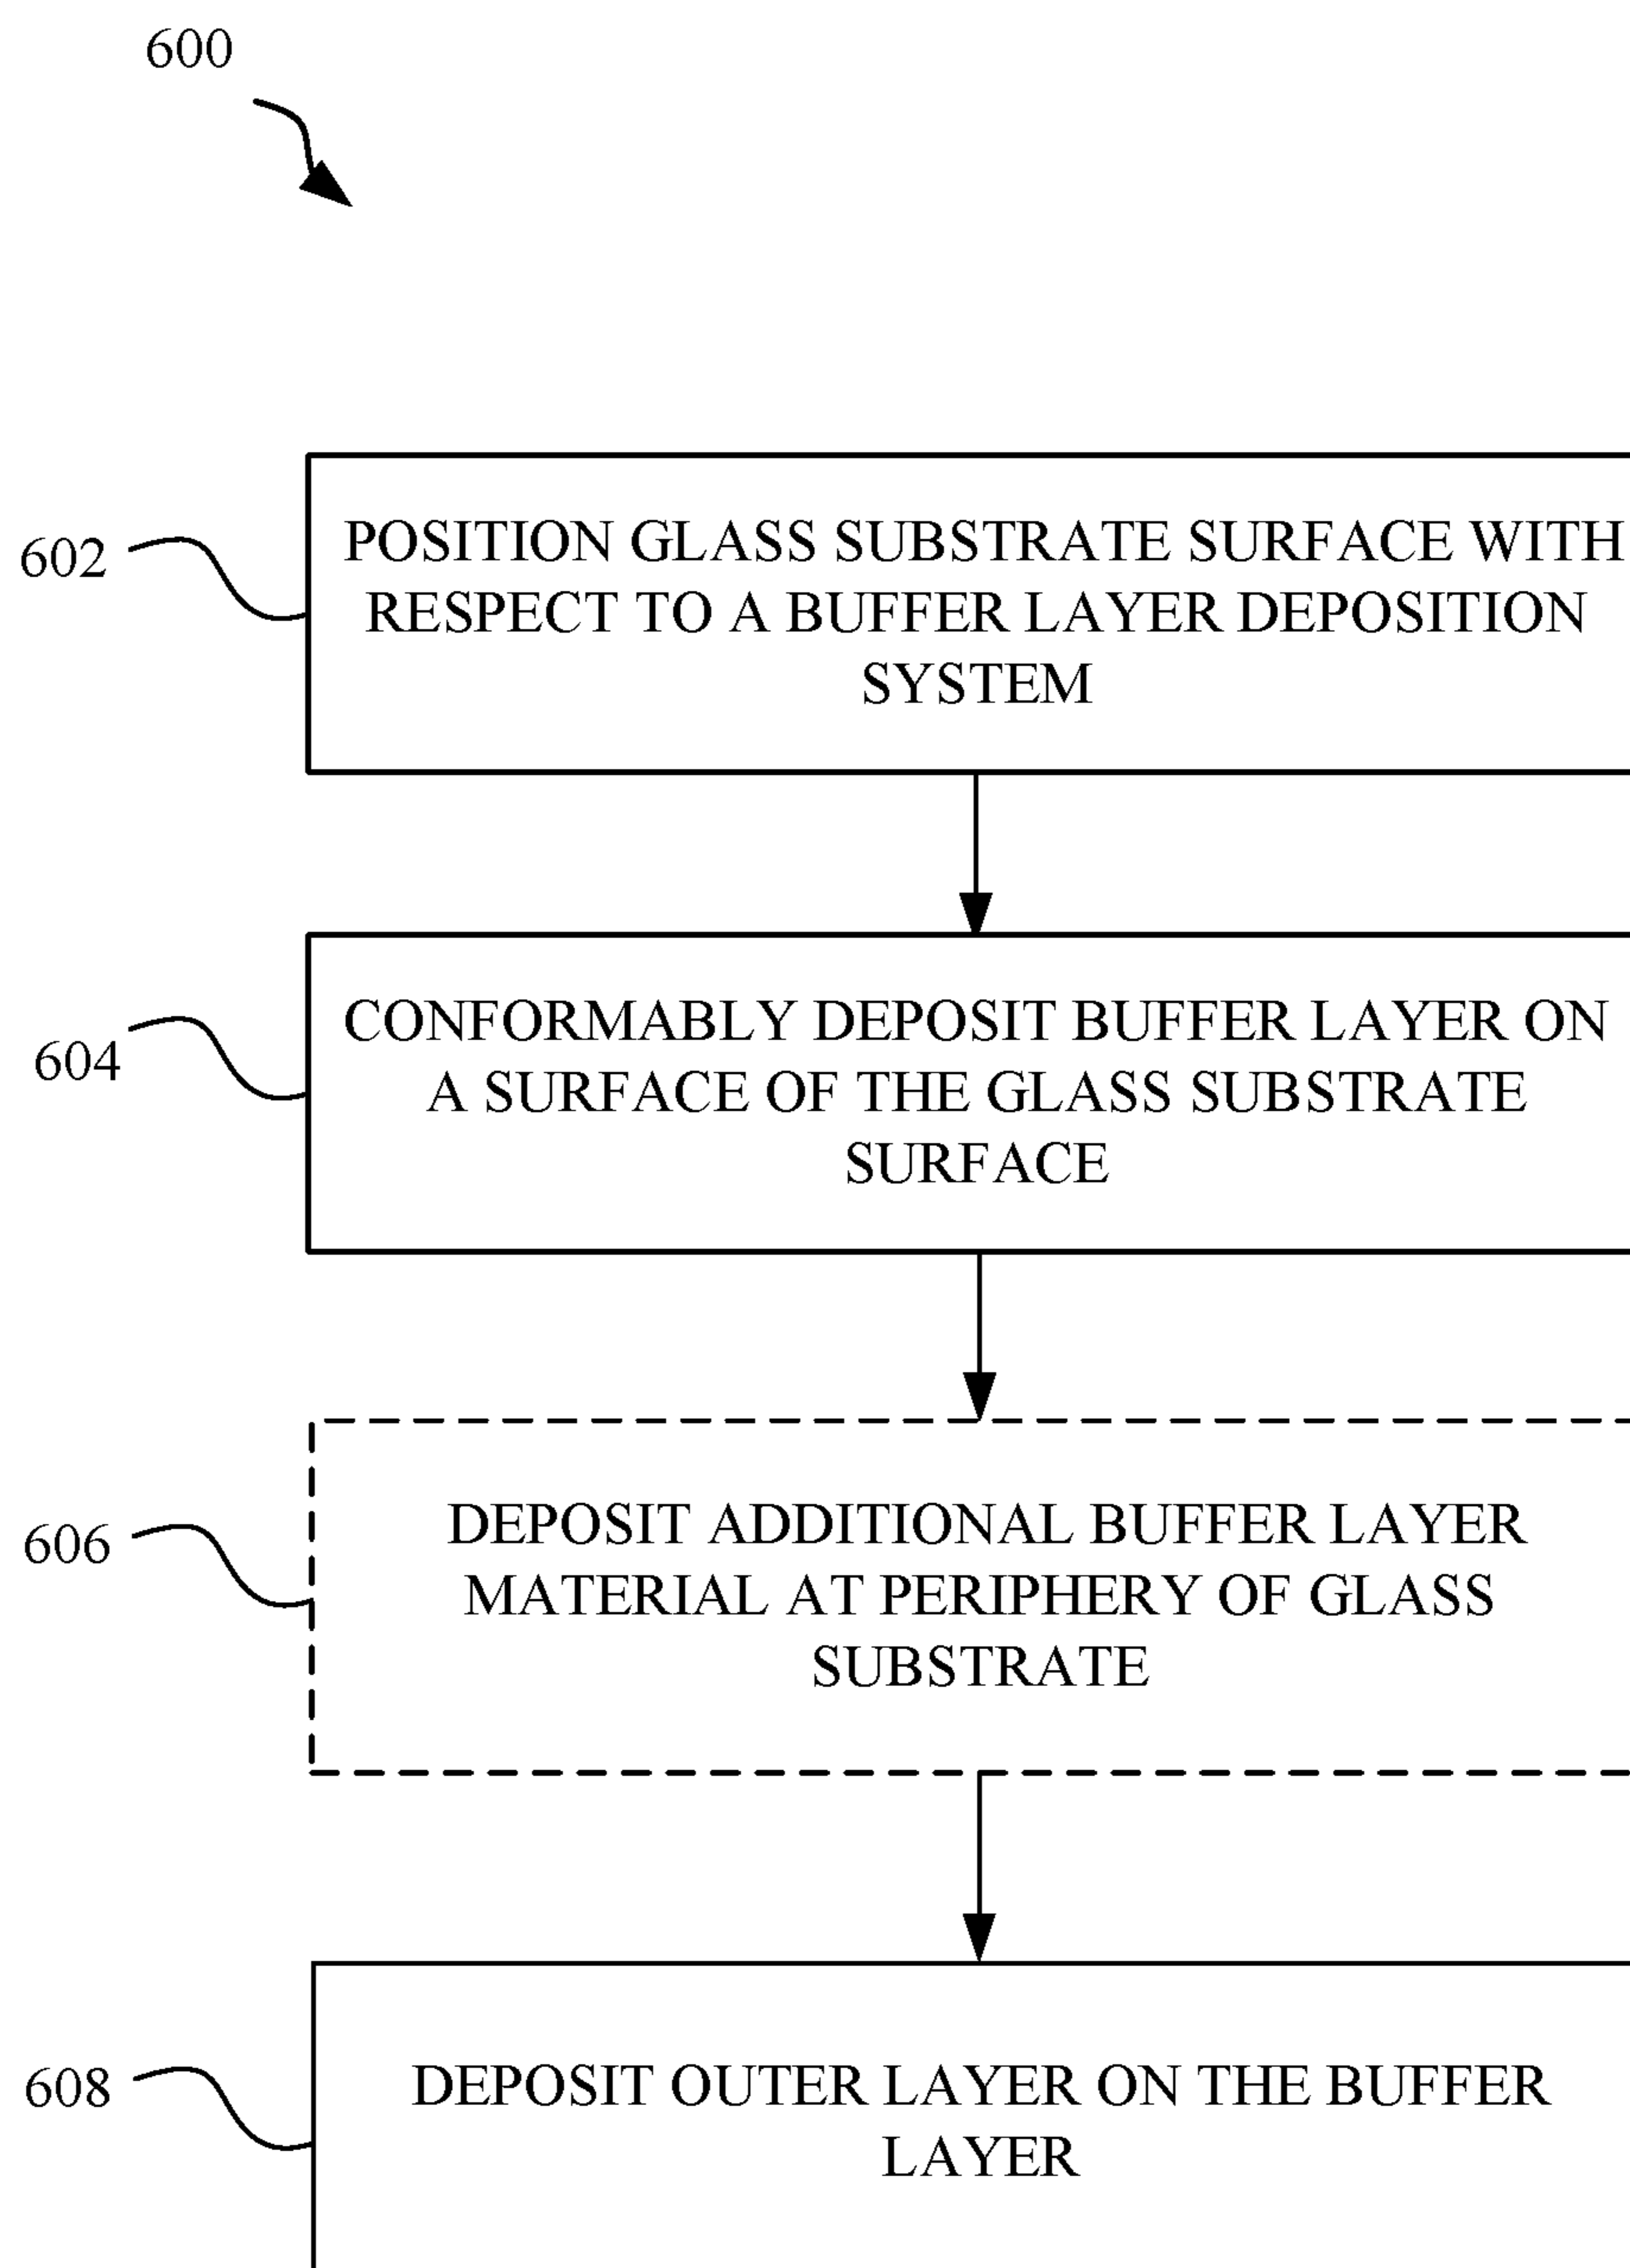 600
602
POSITION GLASS SUBSTRATE SURFACE WITH
RESPECT TO A BUFFER LAYER DEPOSITION
SYSTEM
604
CONFORMABLY DEPOSIT BUFFER LAYER ON
A SURFACE OF THE GLASS SUBSTRATE
SURFACE
606
DEPOSIT ADDITIONAL BUFFER LAYER
MATERIAL AT PERIPHERY OF GLASS
SUBSTRATE
608
DEPOSIT OUTER LAYER ON THE BUFFER
LAYER